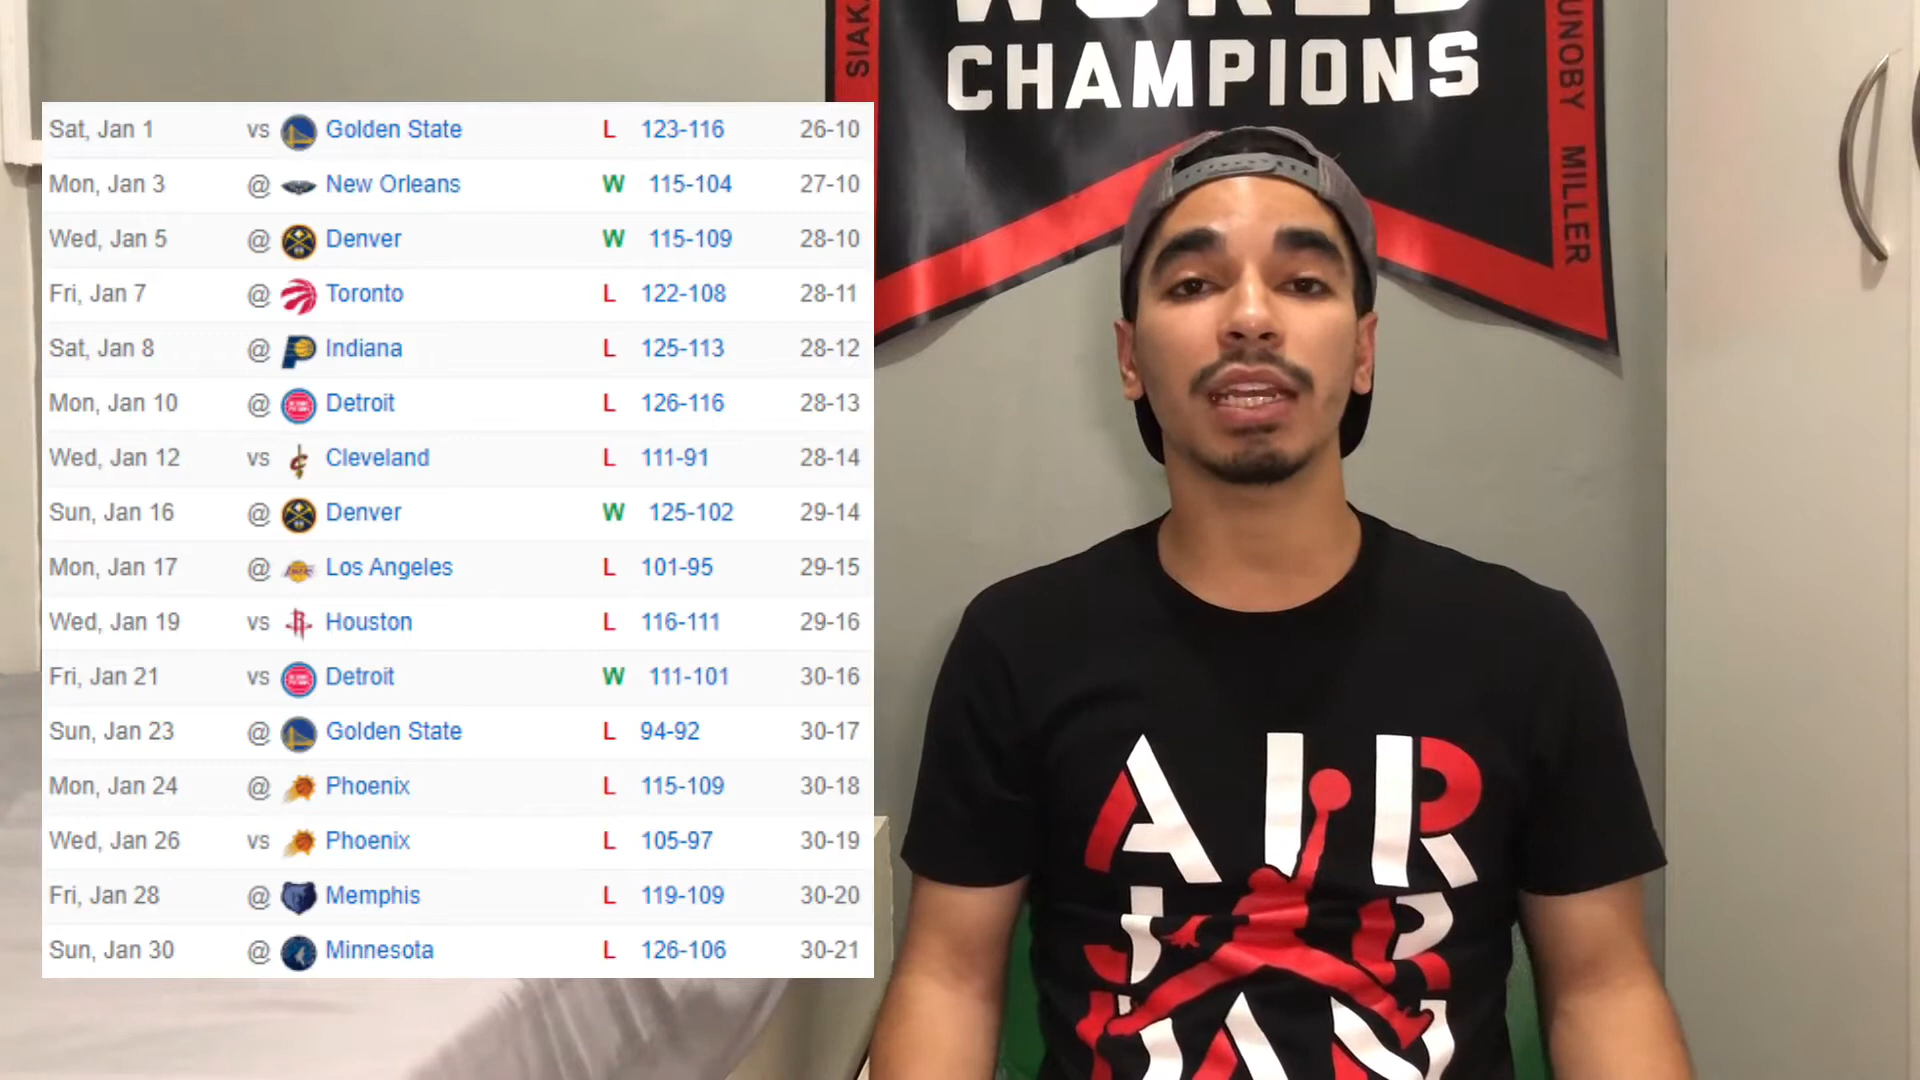 WORLD
CHAMPIONS
UNOBY MILLER
Sat, Jan 1 vs Golden State L 123-116 26-10
Mon, Jan 3 @ New Orleans W 115-104 27-10
Wed, Jan 5 @ Denver W 115-109 28-10
Fri, Jan 7 @ Toronto L 122-108 28-11
Sat, Jan 8 @ Indiana L 125-113 28-12
Mon, Jan 10 @ Detroit L 126-116 28-13
Wed, Jan 12 vs Cleveland L 111-91 28-14
Sun, Jan 16 @ Denver W 125-102 29-14
Mon, Jan 17 @ Los Angeles L 101-95 29-15
Wed, Jan 19 vs Houston L 116-111 29-16
Fri, Jan 21 vs Detroit W 111-101 30-16
Sun, Jan 23 @ Golden State L 94-92 30-17
Mon, Jan 24 @ Phoenix L 115-109 30-18
Wed, Jan 26 vs Phoenix L 105-97 30-19
Fri, Jan 28 @ Memphis L 119-109 30-20
Sun, Jan 30 @ Minnesota L 126-106 30-21
AIR